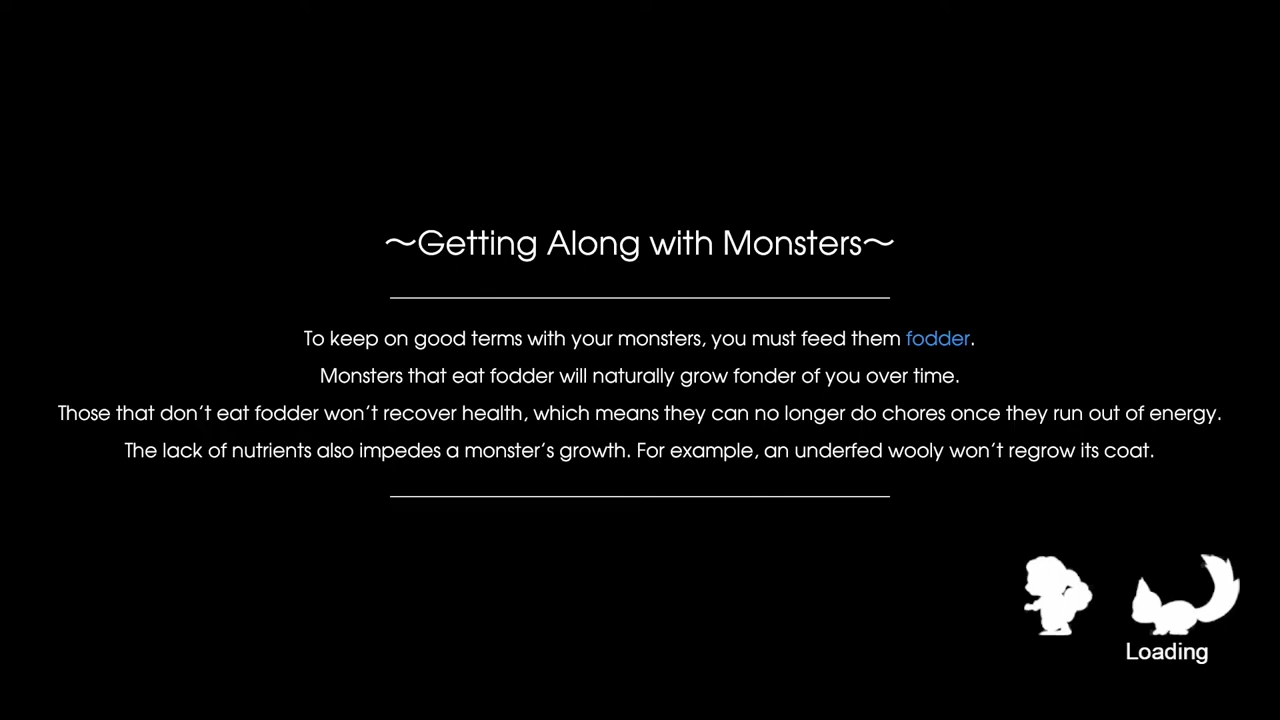 ～Getting Along with Monsters～
To keep on good terms with your monsters, you must feed them fodder.
Monsters that eat fodder will naturally grow fonder of you over time.
Those that don’t eat fodder won’t recover health, which means they can no longer do chores once they run out of energy.
The lack of nutrients also impedes a monster’s growth. For example, an underfed wooly won’t regrow its coat.
Loading